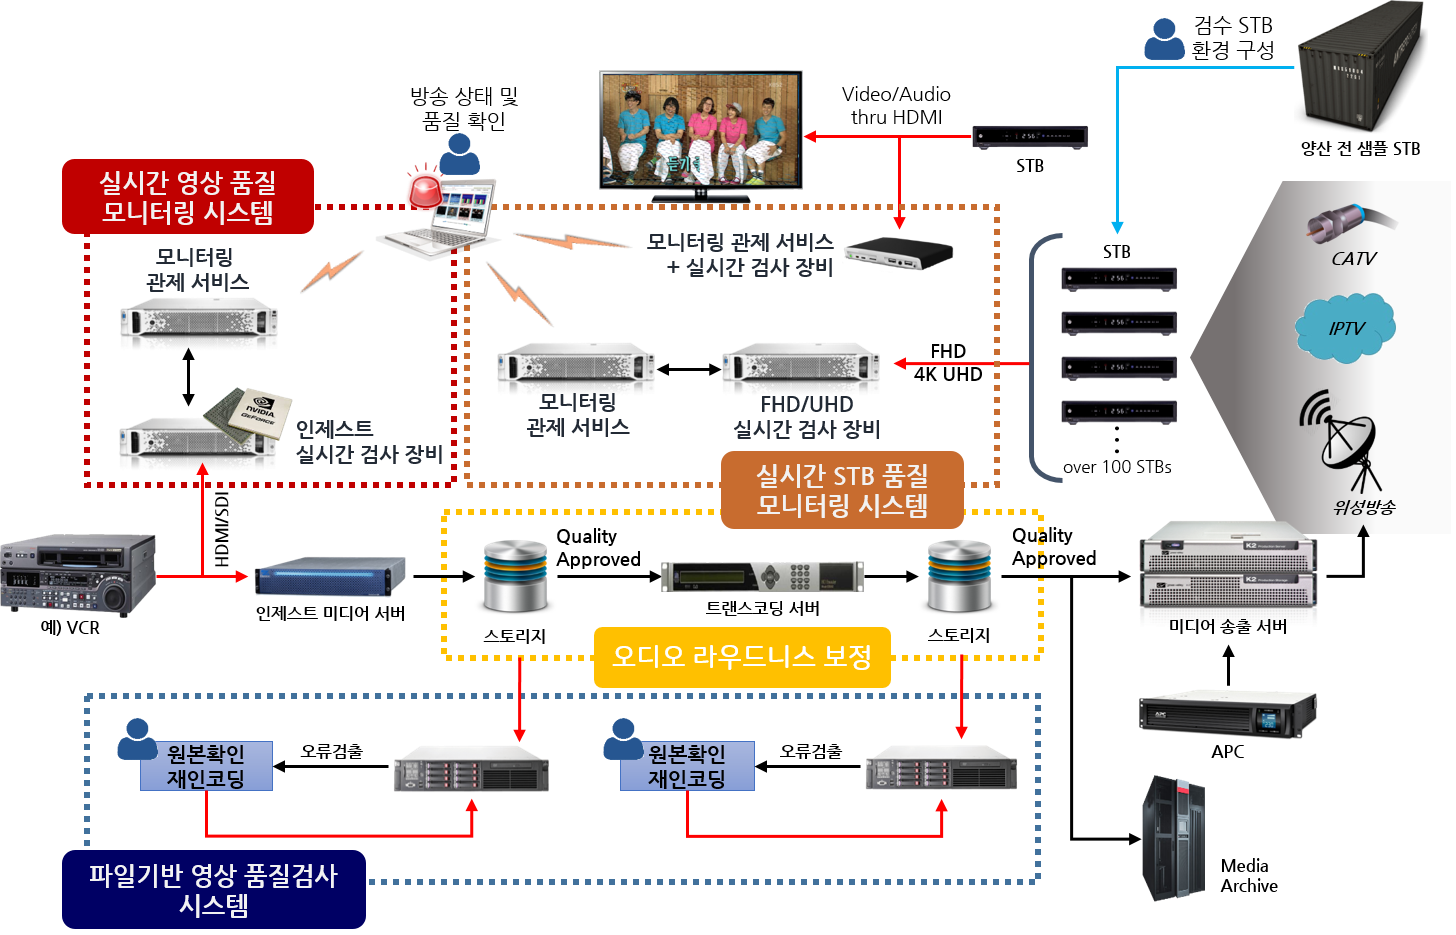 검수 STB
환경 구성
양산 전 샘플 STB
방송 상태 및
품질 확인
Video/Audio
thru HDMI
STB
실시간 영상 품질
모니터링 시스템
모니터링
관제 서비스
모니터링 관제 서비스
+ 실시간 검사 장비
STB
CATV
IPTV
위성방송
FHD
4K UHD
모니터링
관제 서비스
FHD/UHD
실시간 검사 장비
NVIDIA
GEFORCE
인제스트
실시간 검사 장비
over 100 STBs
실시간 STB 품질
모니터링 시스템
HDMI/SDI
예) VCR
인제스트 미디어 서버
스토리지
Quality
Approved
트랜스코딩 서버
스토리지
Quality
Approved
K2
K2
미디어 송출 서버
오디오 라우드니스 보정
원본확인
재인코딩
오류검출
원본확인
재인코딩
오류검출
APC
APC
파일기반 영상 품질검사
시스템
Media
Archive